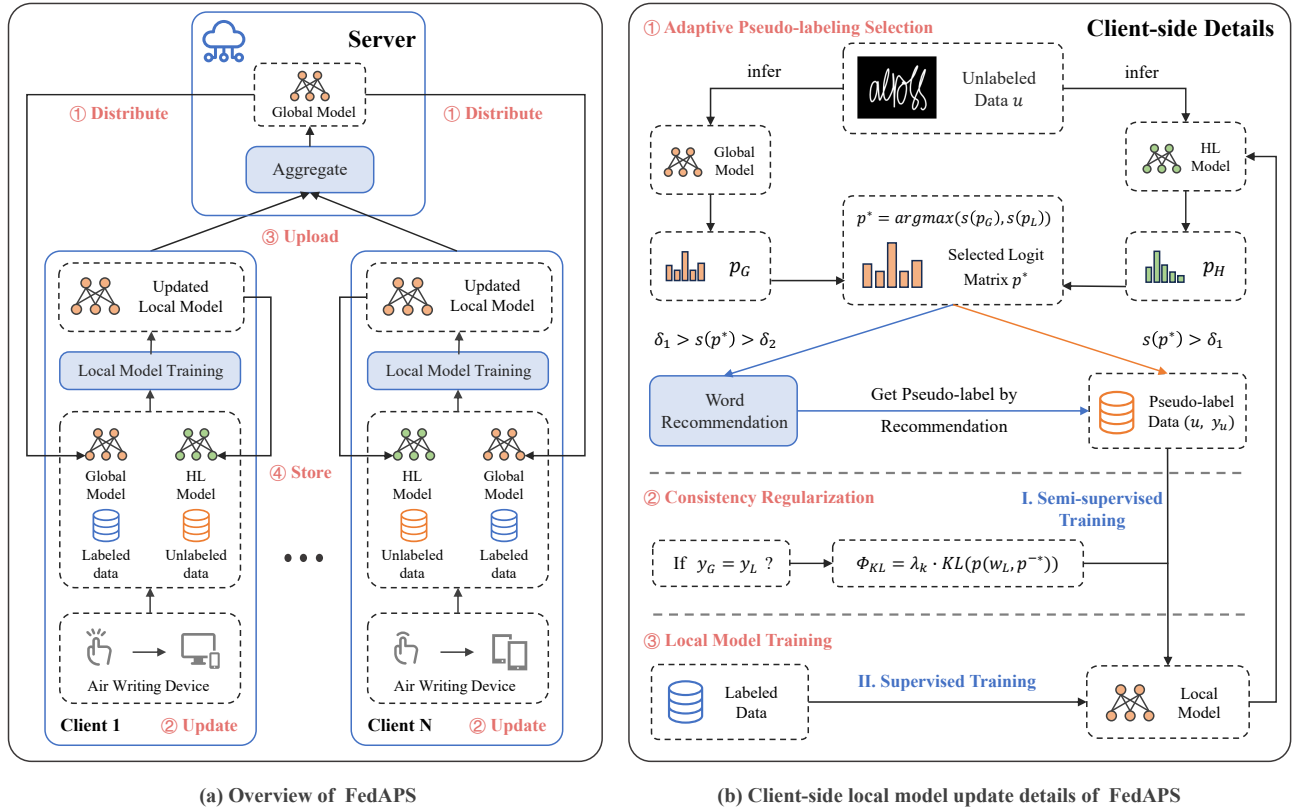 Server
Global Model
① Distribute
① Distribute
Aggregate
③ Upload
Updated
Local Model
Local Model Training
Global
Model
HL
Model
Labeled
data
Unlabeled
data
Air Writing Device
Client 1
② Update
④ Store
Updated
Local Model
Local Model Training
HL
Model
Global
Model
Unlabeled
data
Labeled
data
Air Writing Device
Client N
② Update
(a) Overview of FedAPS
① Adaptive Pseudo-labeling Selection
Client-side Details
infer
Unlabeled
Data u
infer
Global
Model
HL
Model
p* = argmax(s(p_G), s(p_L))
p_G
Selected Logit
Matrix p*
p_H
δ₁ > s(p*) > δ₂
s(p*) > δ₁
Word
Recommendation
Get Pseudo-label by
Recommendation
Pseudo-label
Data (u, y_u)
② Consistency Regularization
I. Semi-supervised
Training
If y_G = y_L ?
Φ_KL = λ_k · KL(p(w_L, p^{-*}))
③ Local Model Training
Labeled
Data
II. Supervised Training
Local
Model
(b) Client-side local model update details of FedAPS